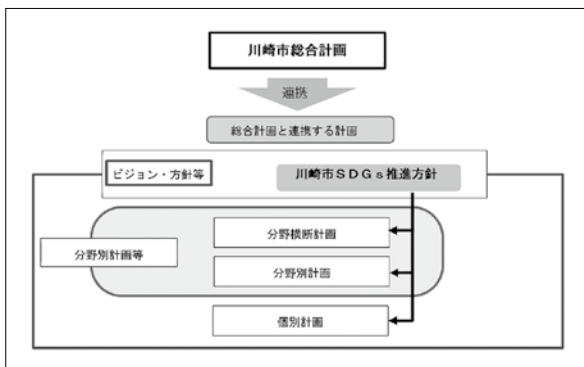 川崎市総合計画
連携
総合計画と連携する計画
ビジョン・方針等
川崎市SDGs推進方針
分野横断計画
分野別計画等
分野別計画
個別計画